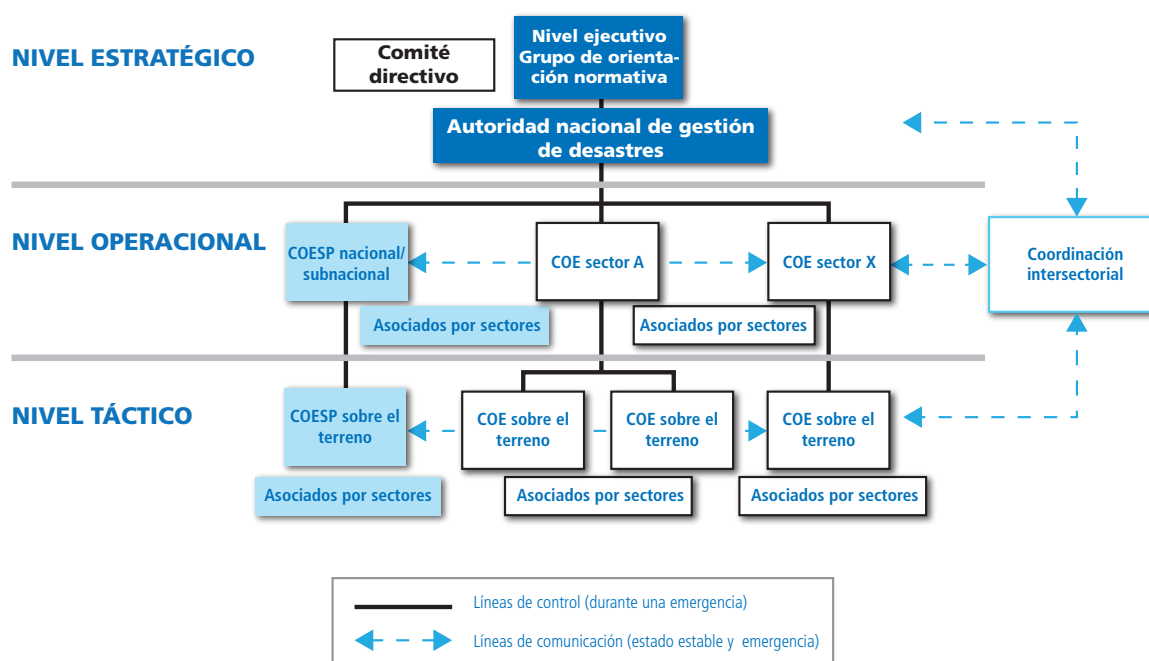 NIVEL ESTRATÉGICO
Comité
directivo
Nivel ejecutivo
Grupo de orienta-
ción normativa
Autoridad nacional de gestión
de desastres
NIVEL OPERACIONAL
COESP nacional/
subnacional
COE sector A
COE sector X
Coordinación
intersectorial
Asociados por sectores
Asociados por sectores
NIVEL TÁCTICO
COESP sobre el
terreno
COE sobre el
terreno
COE sobre el
terreno
COE sobre el
terreno
Asociados por sectores
Asociados por sectores
Asociados por sectores
Líneas de control (durante una emergencia)
Líneas de comunicación (estado estable y emergencia)